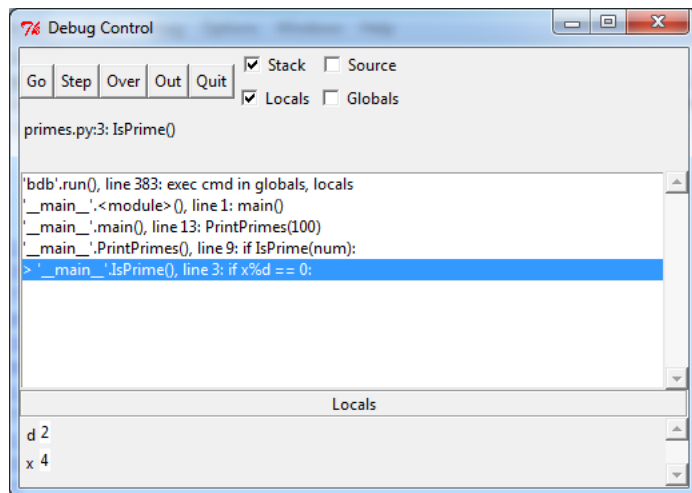 Debug Control
Go Step Over Out Quit Stack Source
Locals Globals
primes.py:3: IsPrime()
'bdb'.run(), line 383: exec cmd in globals, locals
'__main__'.<module>(), line 1: main()
'__main__'.main(), line 13: PrintPrimes(100)
'__main__'.PrintPrimes(), line 9: if IsPrime(num):
> '__main__'.IsPrime(), line 3: if x%d == 0:
Locals
d 2
x 4